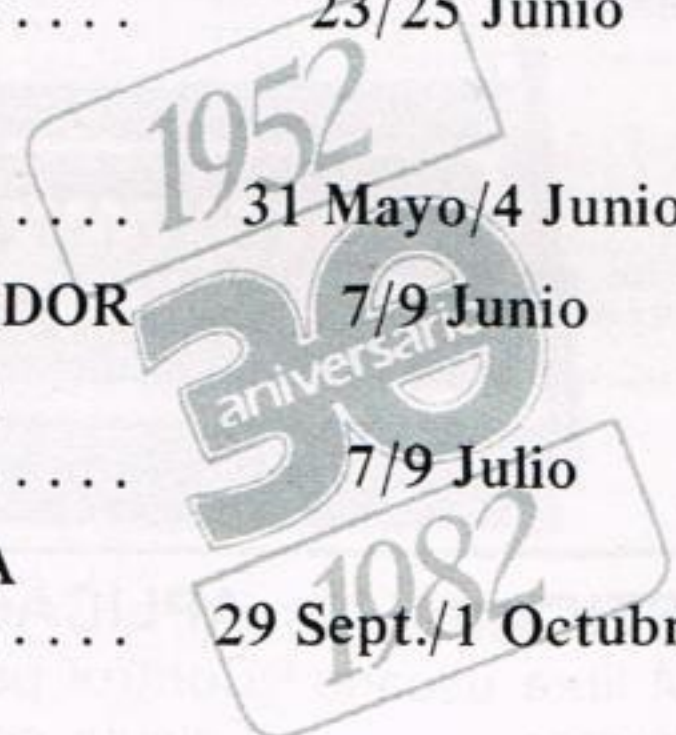 .... 23/25 Junio
1952
.... 31 Mayo/4 Junio
DOR 7/9 Junio
30
aniversario
.... 7/9 Julio
A
1982
.... 29 Sept./1 Octubr